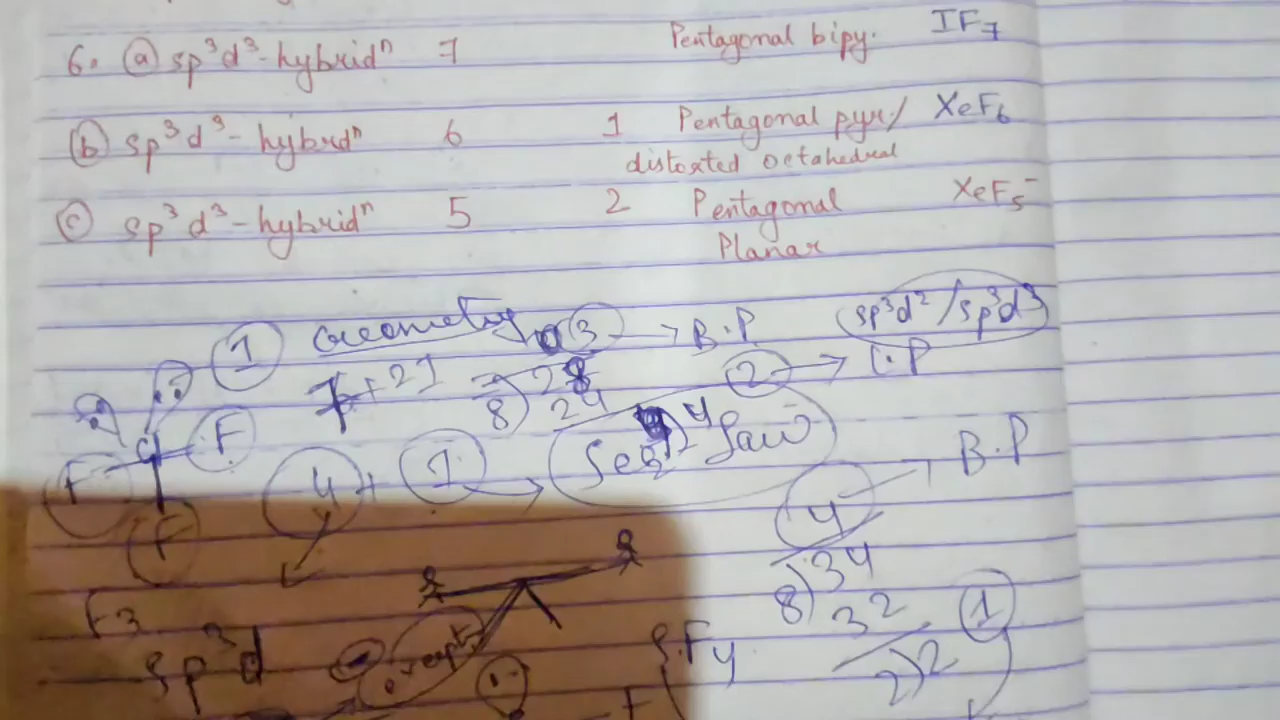 6. (a) sp³d³-hybridⁿ 7 Pentagonal bipy. IF₇
(b) sp³d³-hybridⁿ 6 1 Pentagonal pyr./ XeF₆
distorted octahedral
(c) sp³d³-hybridⁿ 5 2 Pentagonal XeF₅⁻
Planar
1 Geometry 3 → B.P sp³d²/sp³d³
7+21 8)28 2 → L.P
24
F F 4 + 1 → See Saw 4 → B.P
F
8)34
32 1
F3 2)2
sp³d S.F4
F